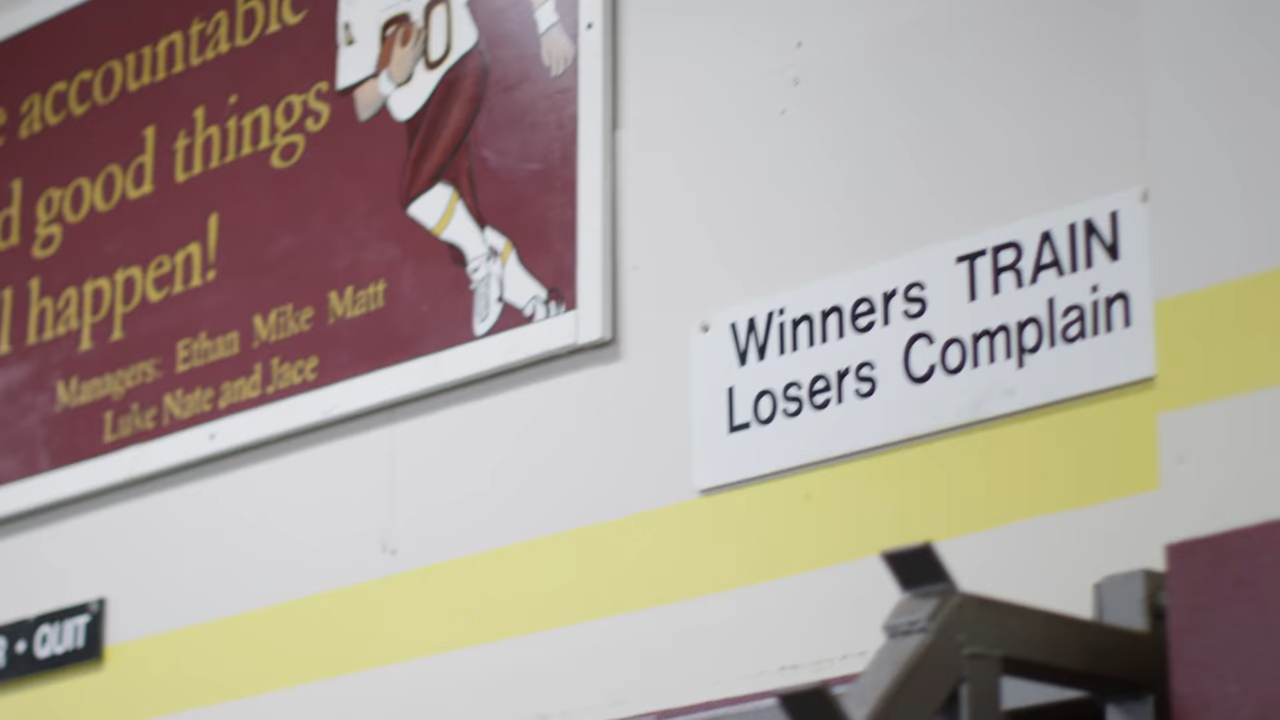 accountable
good things
happen!
Managers: Ethan Mike Matt
Luke Nate and Jace
Winners TRAIN
Losers Complain
R • QUIT